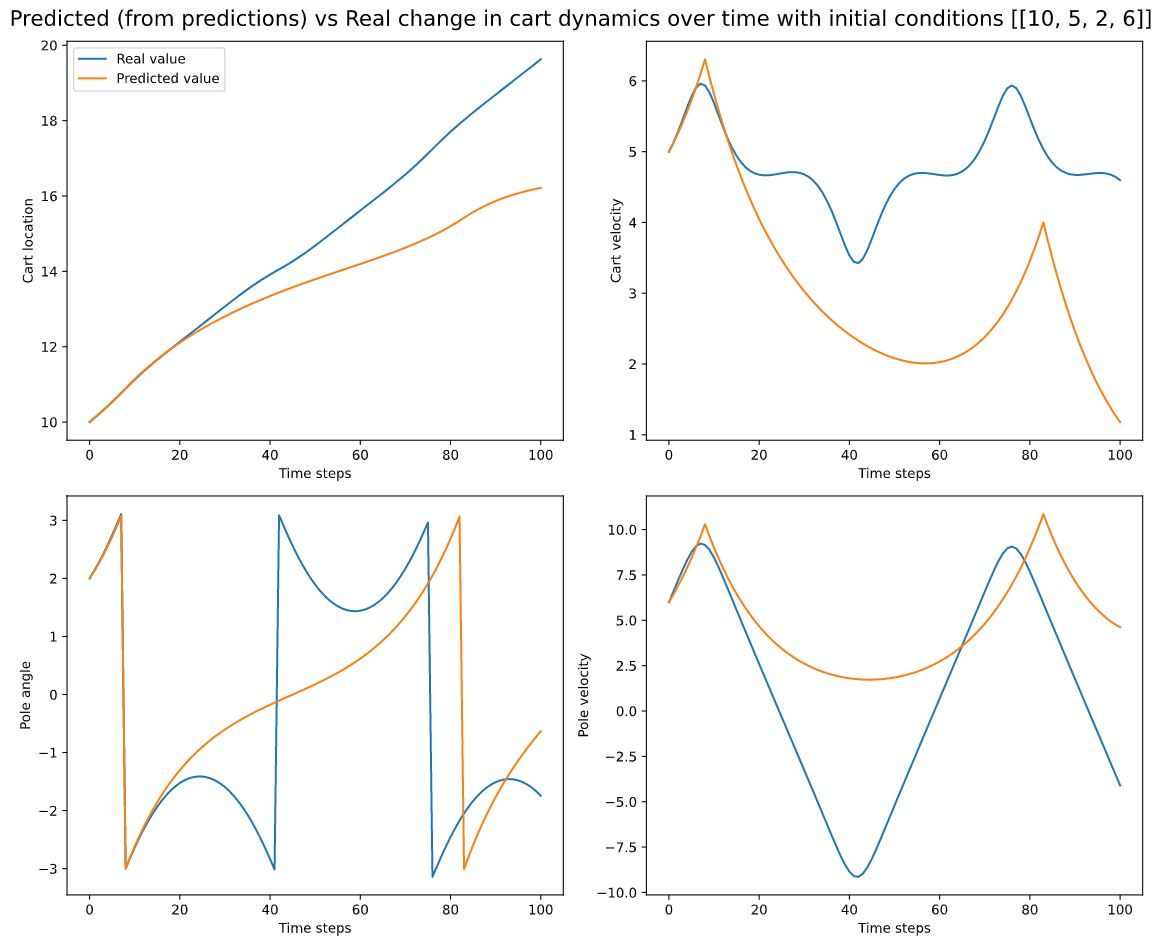 Predicted (from predictions) vs Real change in cart dynamics over time with initial conditions [[10, 5, 2, 6]]
Real value
Predicted value
20
18
16
14
12
10
Cart location
0 20 40 60 80 100
Time steps
6
5
4
3
2
1
Cart velocity
0 20 40 60 80 100
Time steps
3
2
1
0
−1
−2
−3
Pole angle
0 20 40 60 80 100
Time steps
10.0
7.5
5.0
2.5
0.0
−2.5
−5.0
−7.5
−10.0
Pole velocity
0 20 40 60 80 100
Time steps